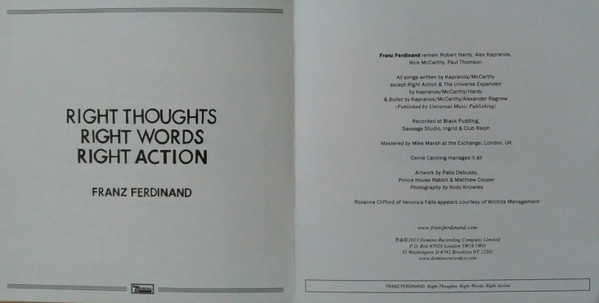 RIGHT THOUGHTS
RIGHT WORDS
RIGHT ACTION
FRANZ FERDINAND
Domino
Franz Ferdinand remain Robert Hardy, Alex Kapranos,
Nick McCarthy, Paul Thomson
All songs written by Kapranos/McCarthy
except Right Action & The Universe Expanded
by Kapranos/McCarthy/Hardy
& Bullet by Kapranos/McCarthy/Alexander Ragnew
(Published by Universal Music Publishing)
Recorded at Black Pudding,
Sausage Studio, Ingrid & Club Ralph
Mastered by Mike Marsh at the Exchange, London, UK
Cerne Canning manages it all
Artwork by Pets Debussy,
Prince House Rabbit & Matthew Cooper
Photography by Andy Knowles
Roxanne Clifford of Veronica Falls appears courtesy of Wichita Management
www.franzferdinand.com
℗&©2013 Domino Recording Company Limited
P.O. Box 47029 London SW18 1WD
55 Washington St #742 Brooklyn NY 11201
www.dominorecordco.com
FRANZ FERDINAND Right Thoughts, Right Words, Right Action